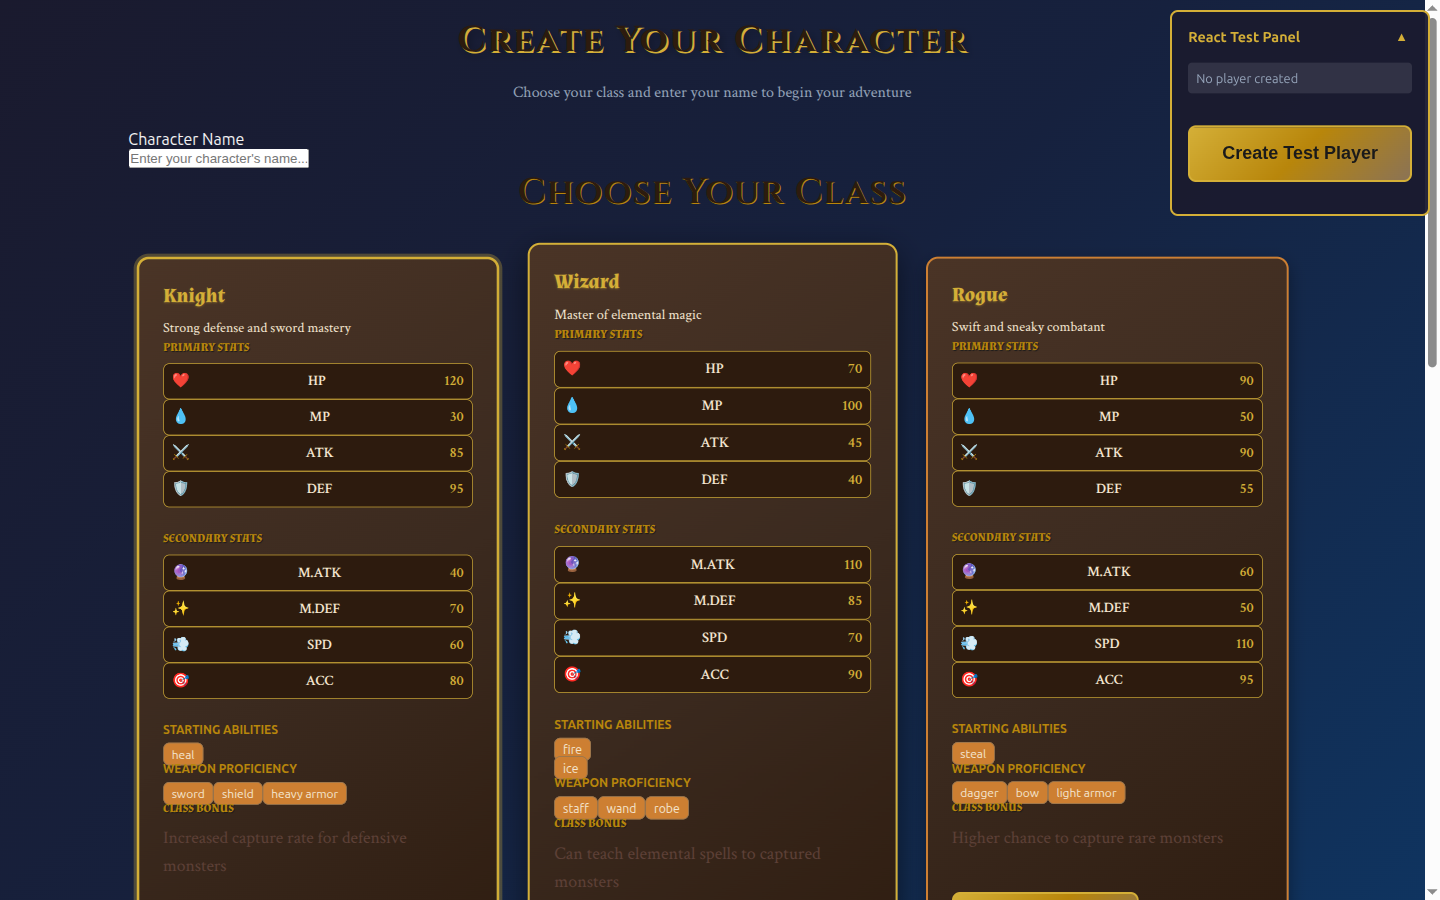 CREATE YOUR CHARACTER
Choose your class and enter your name to begin your adventure
React Test Panel ▲
No player created
Create Test Player
Character Name
Enter your character's name...
CHOOSE YOUR CLASS
Knight
Strong defense and sword mastery
PRIMARY STATS
HP 120
MP 30
ATK 85
DEF 95
SECONDARY STATS
M.ATK 40
M.DEF 70
SPD 60
ACC 80
STARTING ABILITIES
heal
WEAPON PROFICIENCY
sword shield heavy armor
CLASS BONUS
Increased capture rate for defensive
monsters
Wizard
Master of elemental magic
PRIMARY STATS
HP 70
MP 100
ATK 45
DEF 40
SECONDARY STATS
M.ATK 110
M.DEF 85
SPD 70
ACC 90
STARTING ABILITIES
fire
ice
WEAPON PROFICIENCY
staff wand robe
CLASS BONUS
Can teach elemental spells to captured
monsters
Rogue
Swift and sneaky combatant
PRIMARY STATS
HP 90
MP 50
ATK 90
DEF 55
SECONDARY STATS
M.ATK 60
M.DEF 50
SPD 110
ACC 95
STARTING ABILITIES
steal
WEAPON PROFICIENCY
dagger bow light armor
CLASS BONUS
Higher chance to capture rare monsters